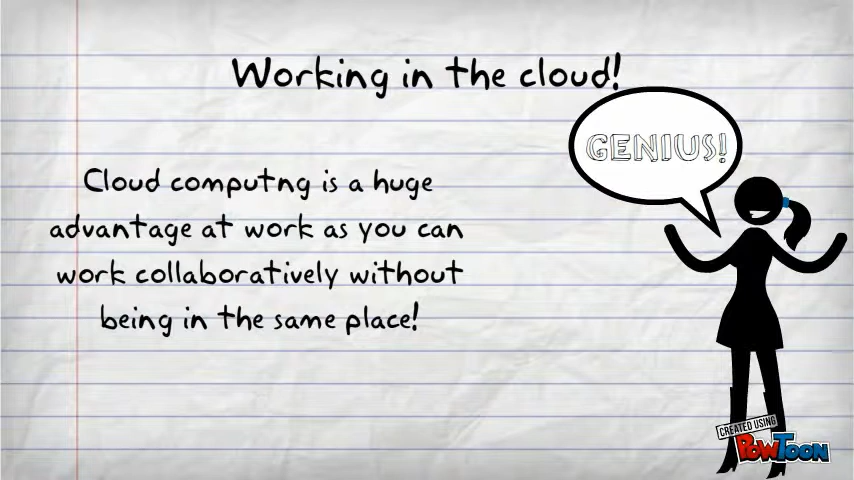 Working in the cloud!
GENIUS!
Cloud computng is a huge
advantage at work as you can
work collaboratively without
being in the same place!
CREATED USING
POWTOON